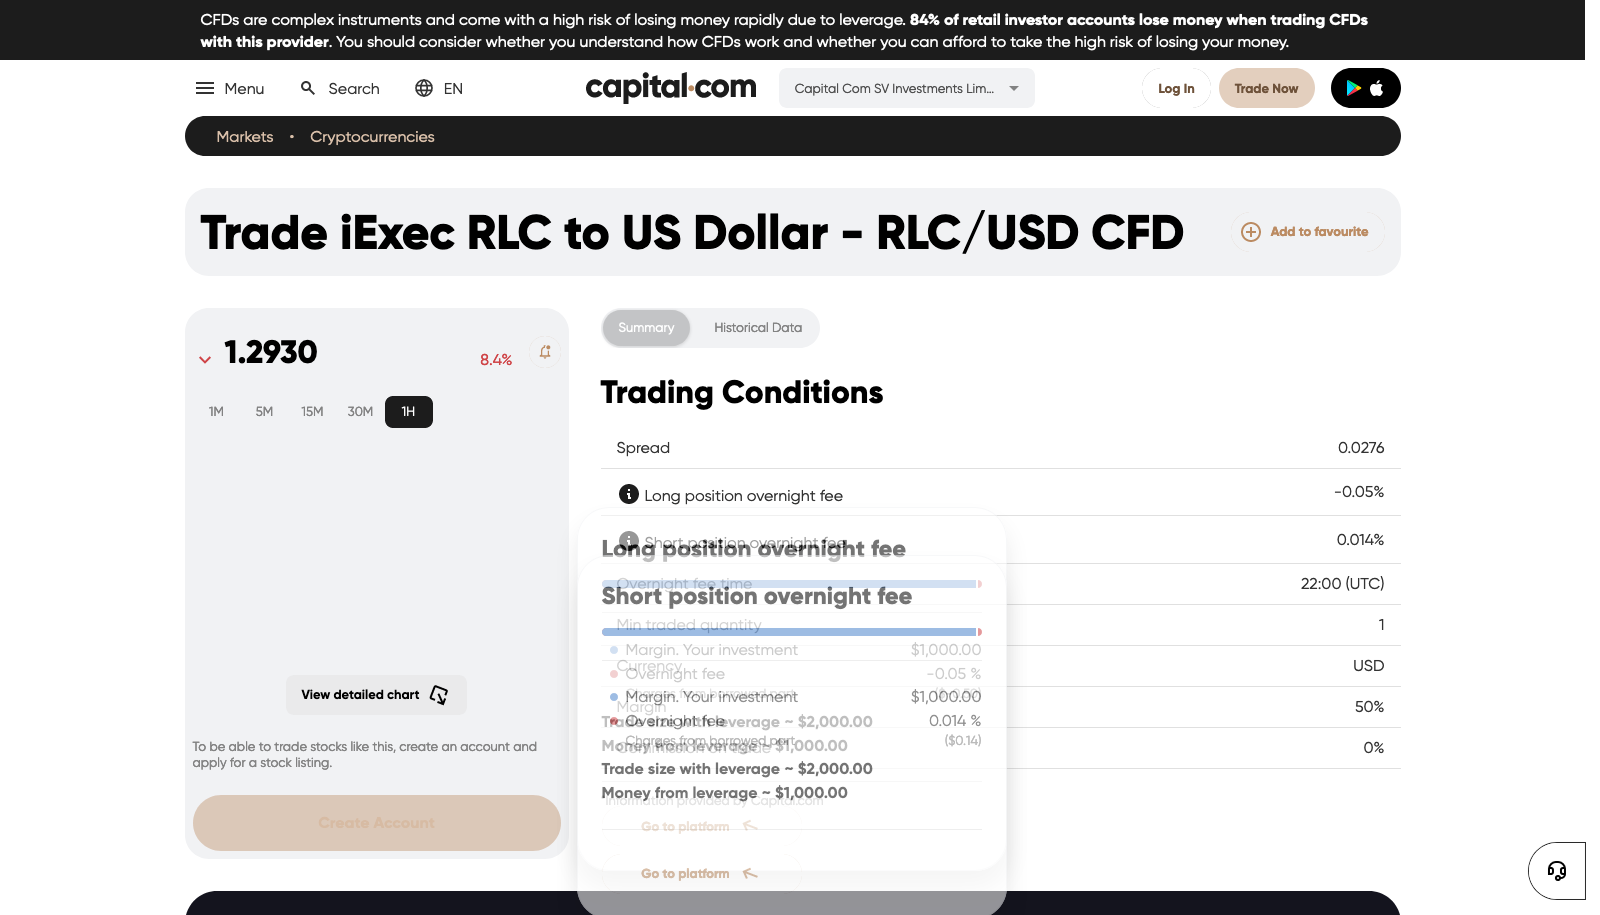 CFDs are complex instruments and come with a high risk of losing money rapidly due to leverage. 84% of retail investor accounts lose money when trading CFDs
with this provider. You should consider whether you understand how CFDs work and whether you can afford to take the high risk of losing your money.
Menu
Search
EN
capital.com
Capital Com SV Investments Lim...
Log In
Trade Now
Markets • Cryptocurrencies
Trade iExec RLC to US Dollar - RLC/USD CFD
Add to favourite
1.2930
8.4%
1M 5M 15M 30M 1H
View detailed chart
To be able to trade stocks like this, create an account and
apply for a stock listing.
Create Account
Summary
Historical Data
Trading Conditions
Spread 0.0276
Long position overnight fee -0.05%
Short position overnight fee 0.014%
Overnight fee time 22:00 (UTC)
Min traded quantity 1
Currency USD
Margin 50%
Commission on trade 0%
Information provided by Capital.com
Long position overnight fee
Margin. Your investment $1,000.00
Overnight fee -0.05 %
Charges from borrowed part
Trade size with leverage ~ $2,000.00
Money from leverage ~ $1,000.00
Go to platform
Short position overnight fee
Margin. Your investment $1,000.00
Overnight fee 0.014 %
Charges from borrowed part ($0.14)
Trade size with leverage ~ $2,000.00
Money from leverage ~ $1,000.00
Go to platform